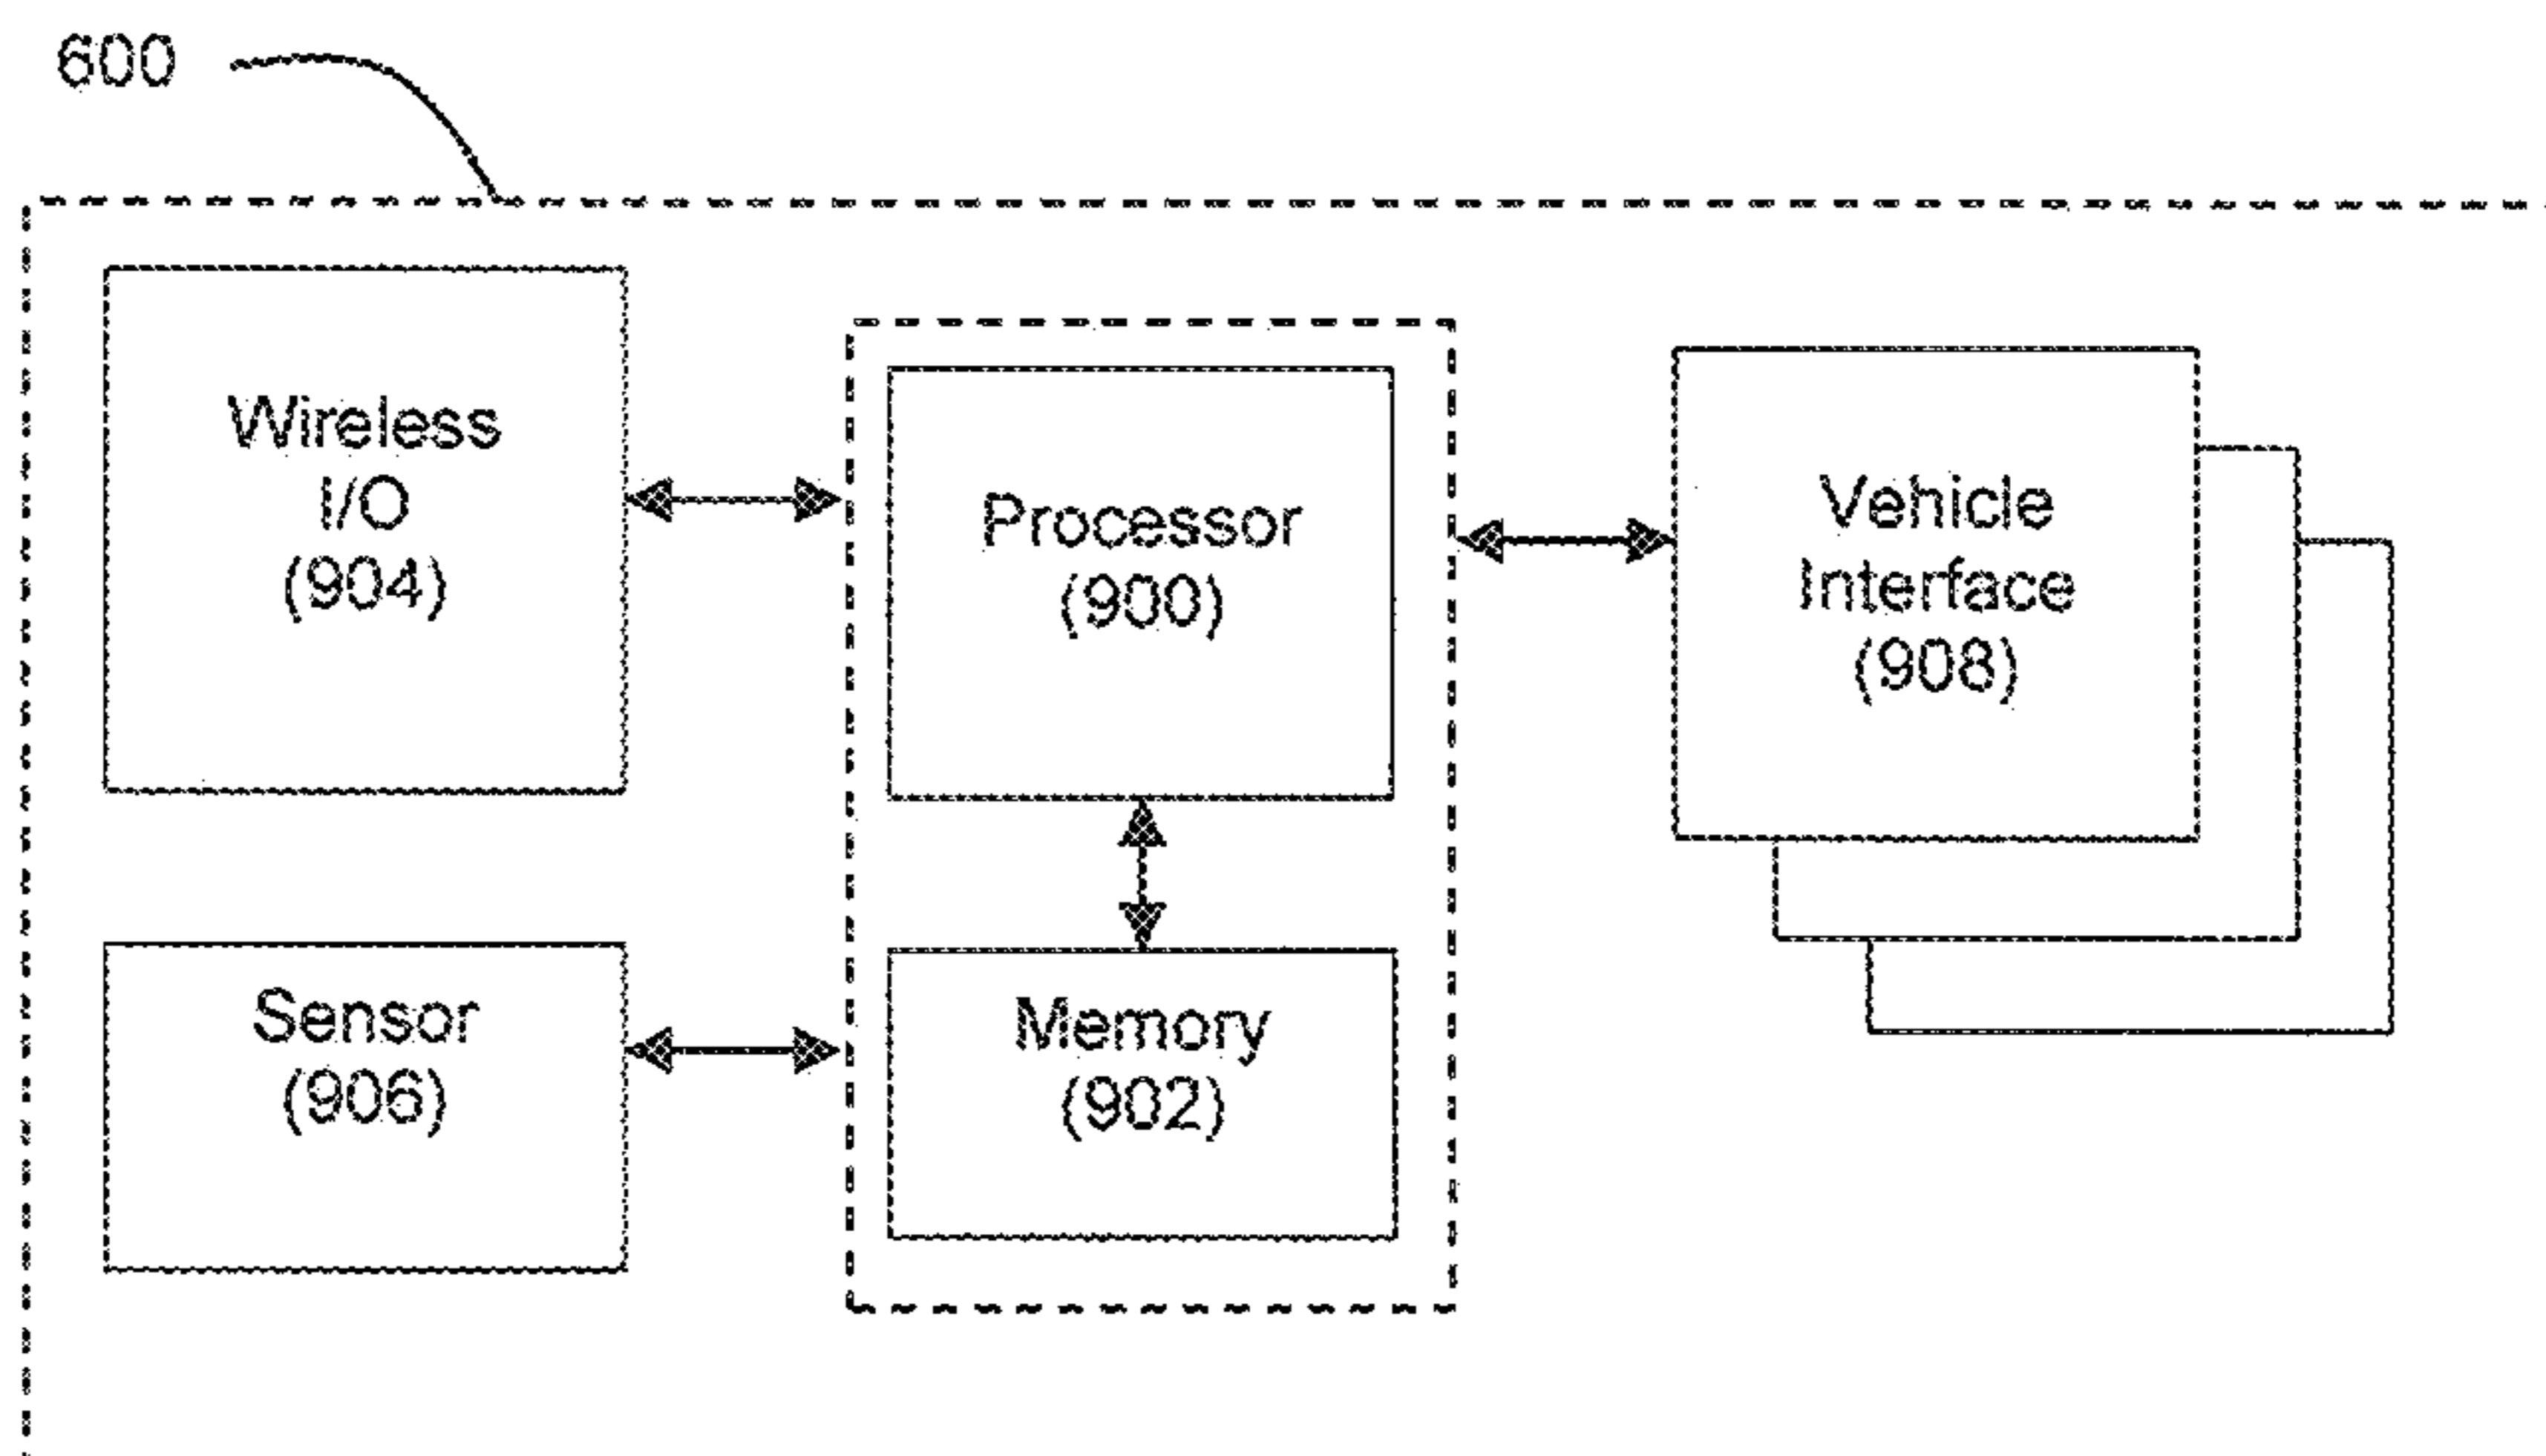 600
Wireless
I/O
(904)
Processor
(900)
Vehicle
Interface
(908)
Sensor
(906)
Memory
(902)